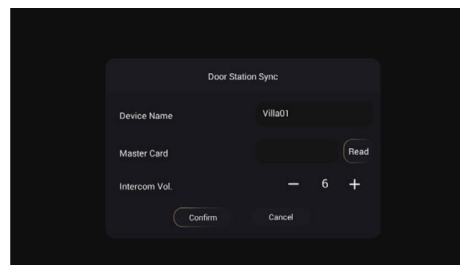 Door Station Sync
Device Name Villa01
Master Card Read
Intercom Vol. — 6 +
Confirm Cancel